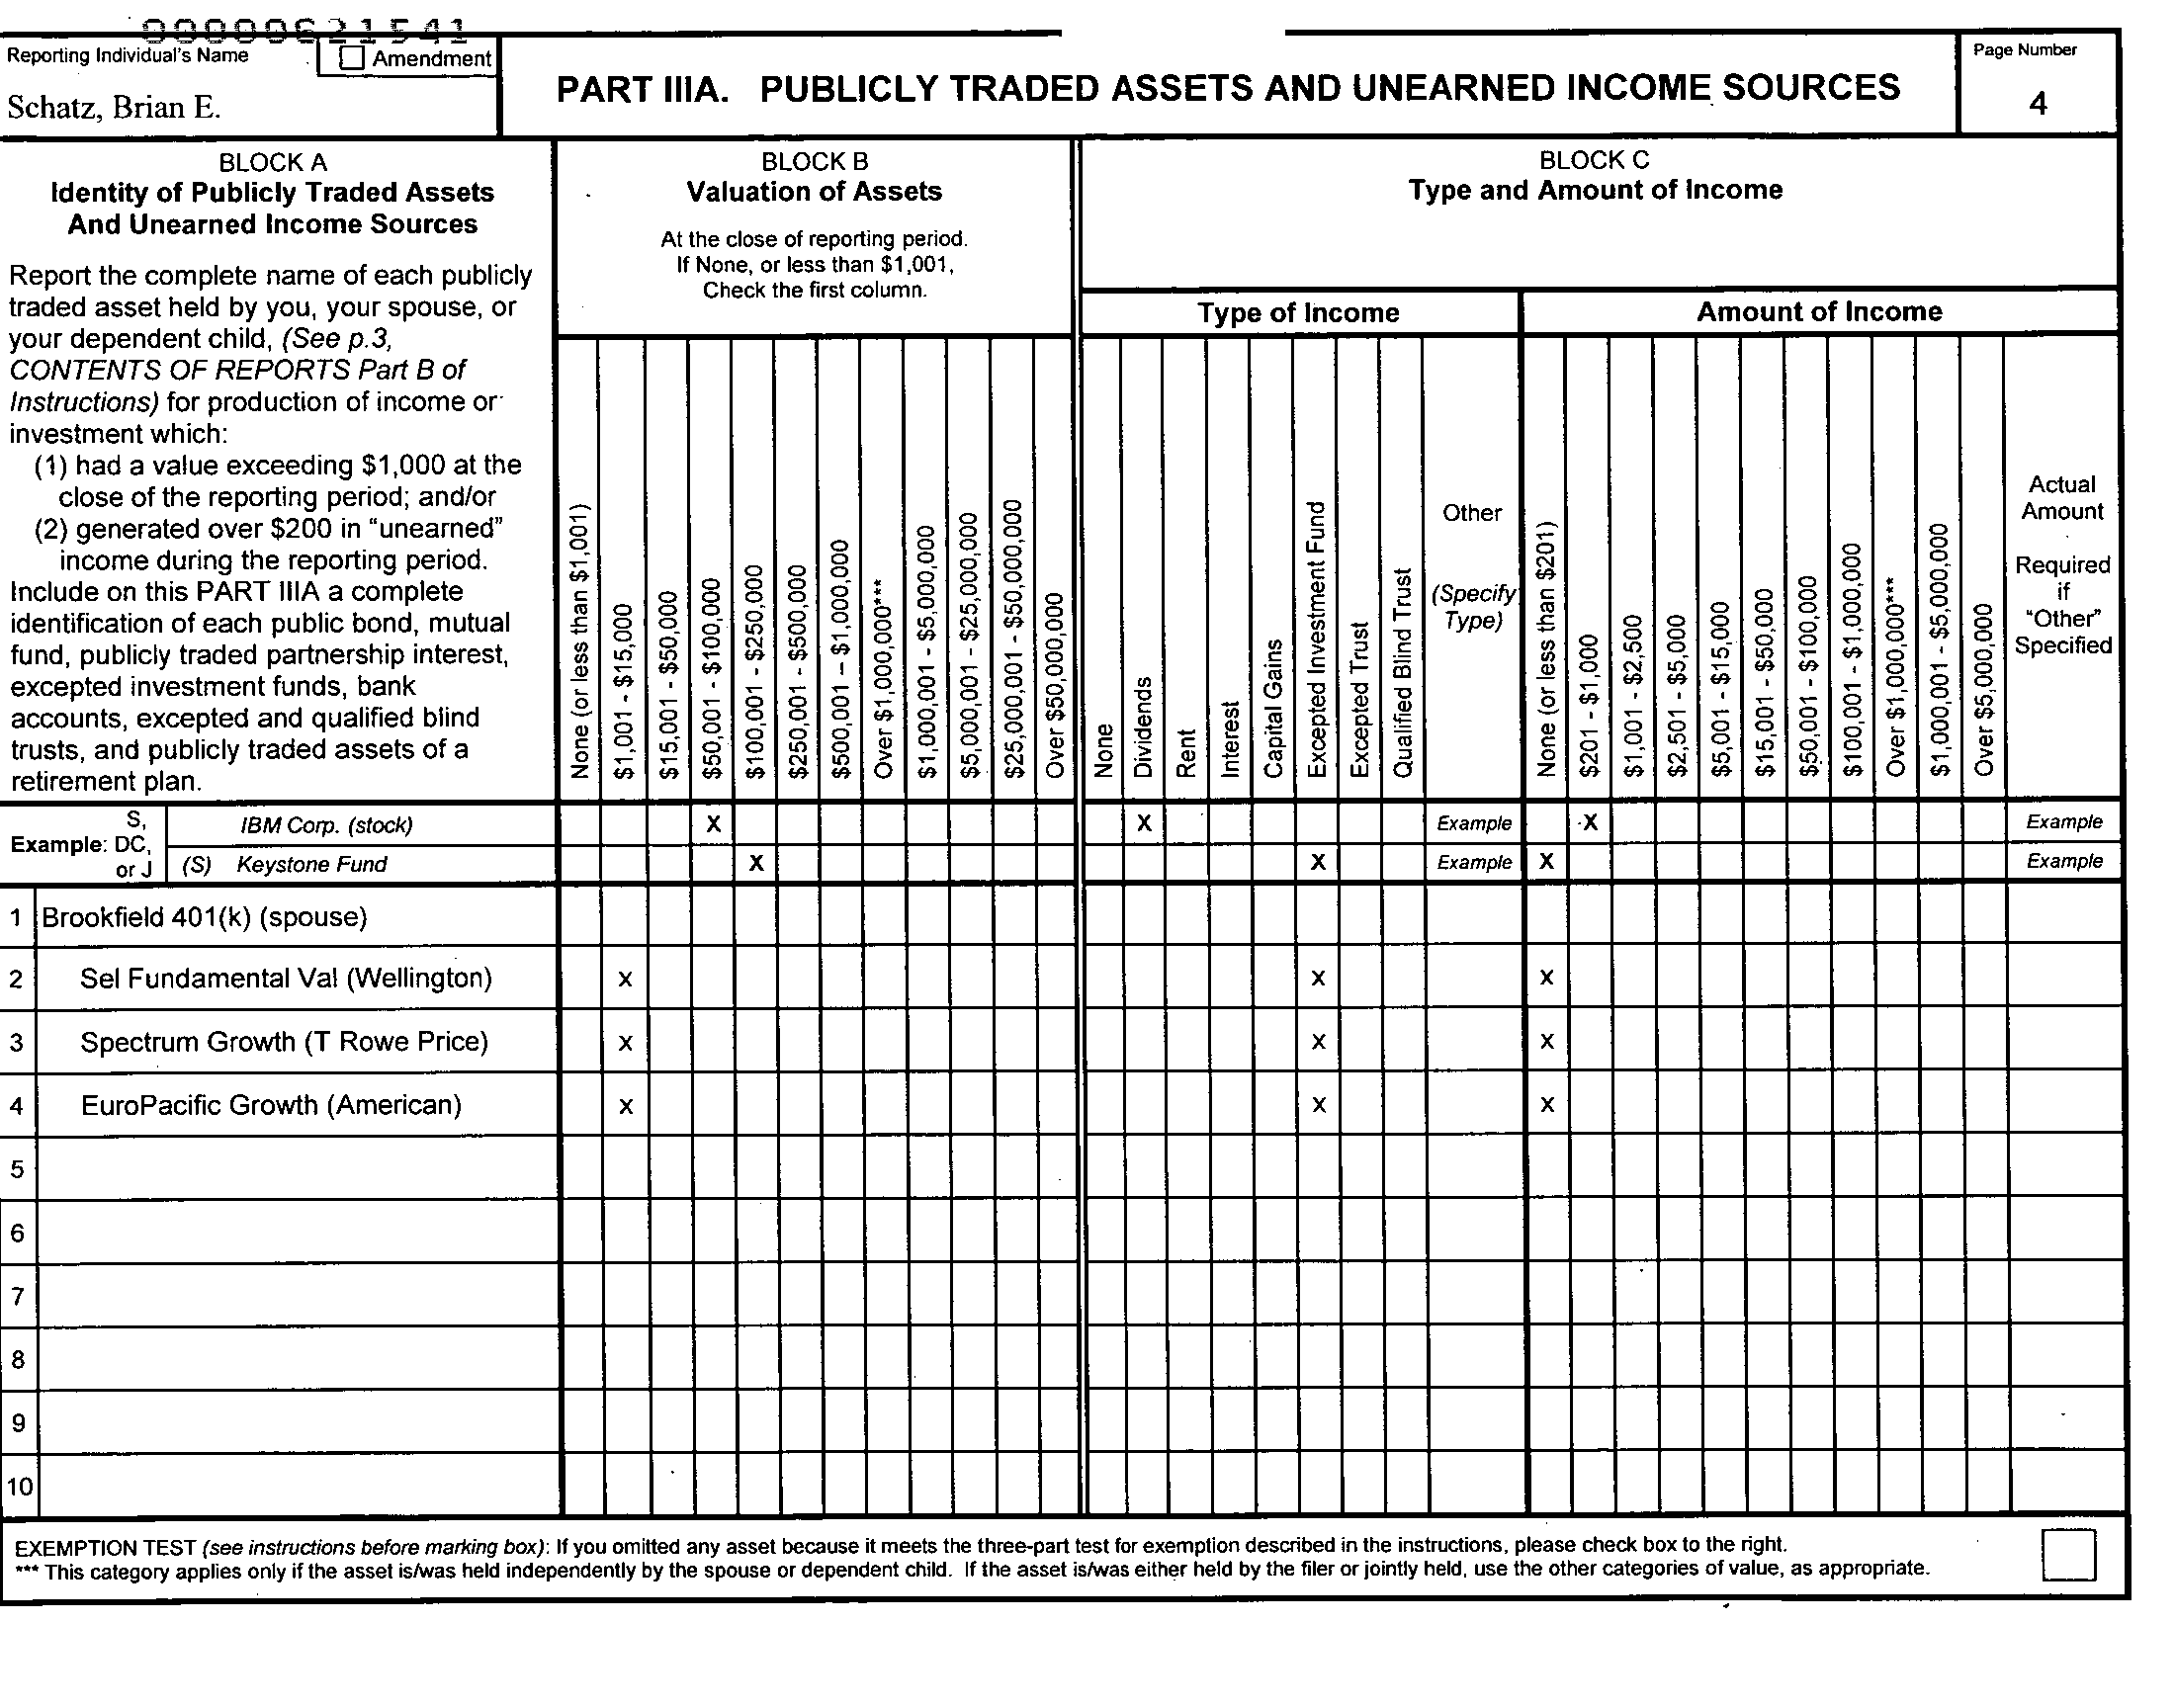 00000621541
Reporting Individual's Name
Amendment
Schatz, Brian E.
PART IIIA. PUBLICLY TRADED ASSETS AND UNEARNED INCOME SOURCES
Page Number
4
BLOCK A
Identity of Publicly Traded Assets
And Unearned Income Sources
Report the complete name of each publicly
traded asset held by you, your spouse, or
your dependent child, (See p.3,
CONTENTS OF REPORTS Part B of
Instructions) for production of income or
investment which:
(1) had a value exceeding $1,000 at the
close of the reporting period; and/or
(2) generated over $200 in "unearned"
income during the reporting period.
Include on this PART IIIA a complete
identification of each public bond, mutual
fund, publicly traded partnership interest,
excepted investment funds, bank
accounts, excepted and qualified blind
trusts, and publicly traded assets of a
retirement plan.
BLOCK B
Valuation of Assets
At the close of reporting period.
If None, or less than $1,001,
Check the first column.
None (or less than $1,001)
$1,001 - $15,000
$15,001 - $50,000
$50,001 - $100,000
$100,001 - $250,000
$250,001 - $500,000
$500,001 – $1,000,000
Over $1,000,000***
$1,000,001 - $5,000,000
$5,000,001 - $25,000,000
$25,000,001 - $50,000,000
Over $50,000,000
BLOCK C
Type and Amount of Income
Type of Income
None
Dividends
Rent
Interest
Capital Gains
Excepted Investment Fund
Excepted Trust
Qualified Blind Trust
Other
(Specify
Type)
Amount of Income
None (or less than $201)
$201 - $1,000
$1,001 - $2,500
$2,501 - $5,000
$5,001 - $15,000
$15,001 - $50,000
$50,001 - $100,000
$100,001 - $1,000,000
Over $1,000,000***
$1,000,001 - $5,000,000
Over $5,000,000
Actual
Amount
Required
if
"Other"
Specified
Example: S, DC, or J
IBM Corp. (stock) X X Example X Example
(S) Keystone Fund X X Example X Example
1 Brookfield 401(k) (spouse)
2 Sel Fundamental Val (Wellington) x x x
3 Spectrum Growth (T Rowe Price) x x x
4 EuroPacific Growth (American) x x x
5
6
7
8
9
10
EXEMPTION TEST (see instructions before marking box): If you omitted any asset because it meets the three-part test for exemption described in the instructions, please check box to the right.
*** This category applies only if the asset is/was held independently by the spouse or dependent child. If the asset is/was either held by the filer or jointly held, use the other categories of value, as appropriate.